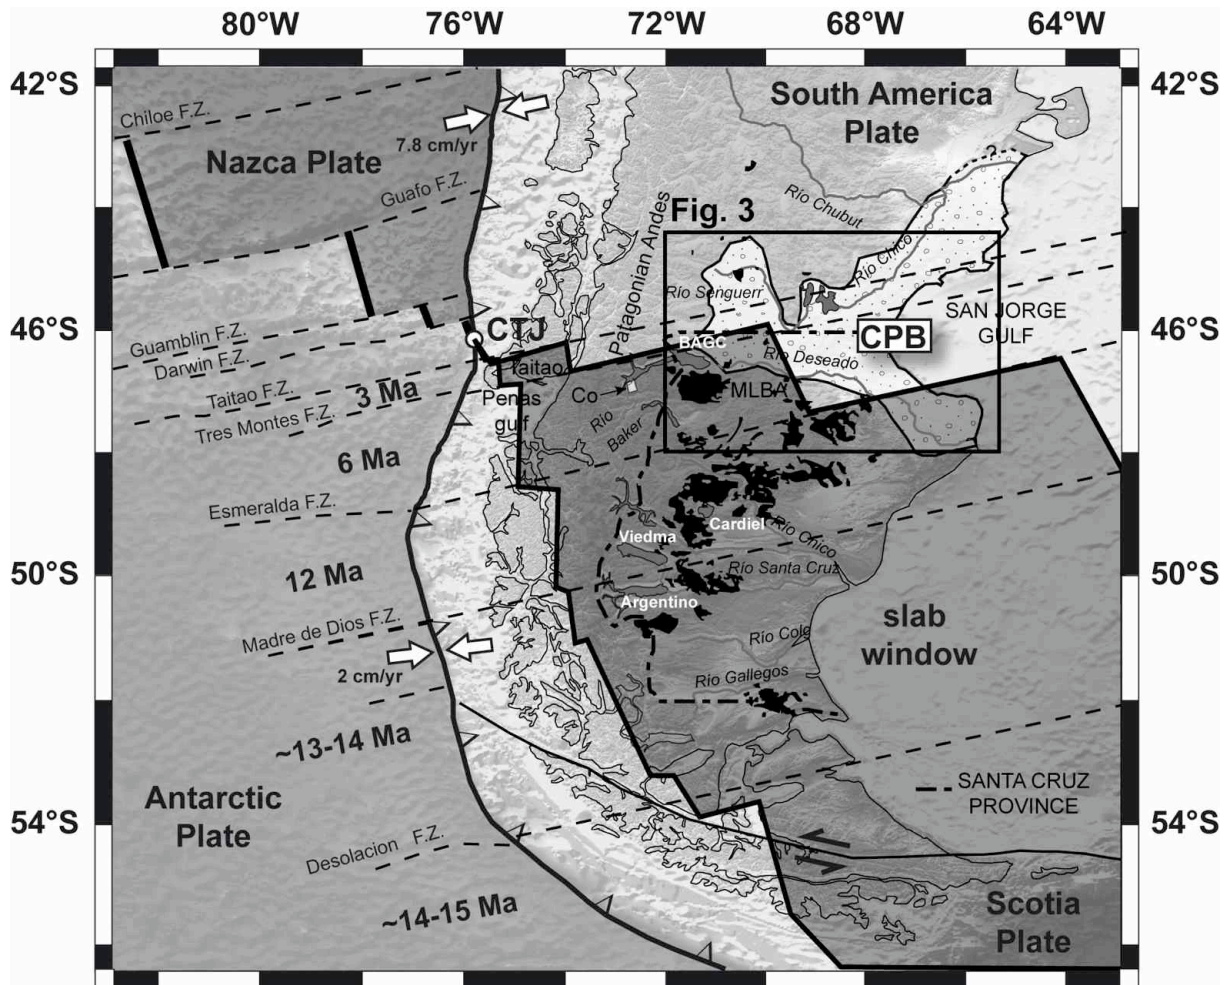 80°W 76°W 72°W 68°W 64°W
42°S
42°S
Chiloe F.Z.
7.8 cm/yr
Nazca Plate
Guafo F.Z.
South America
Plate
?
Río Chubut
Fig. 3
Patagonian Andes
Río Chico
Río Senguerr
SAN JORGE
GULF
46°S
46°S
CTJ
CPB
Guamblin F.Z.
Darwin F.Z.
BAGC
Río Deseado
Taitao
Taitao F.Z.
3 Ma
Co
MLBA
Penas
gulf
Tres Montes F.Z.
Río
Baker
6 Ma
Esmeralda F.Z.
Cardiel
Río Chico
Viedma
12 Ma
50°S
50°S
Río Santa Cruz
Argentino
slab
window
Madre de Dios F.Z.
Río Colg
2 cm/yr
Río Gallegos
~13-14 Ma
SANTA CRUZ
PROVINCE
Antarctic
Plate
54°S
54°S
Desolacion F.Z.
~14-15 Ma
Scotia
Plate